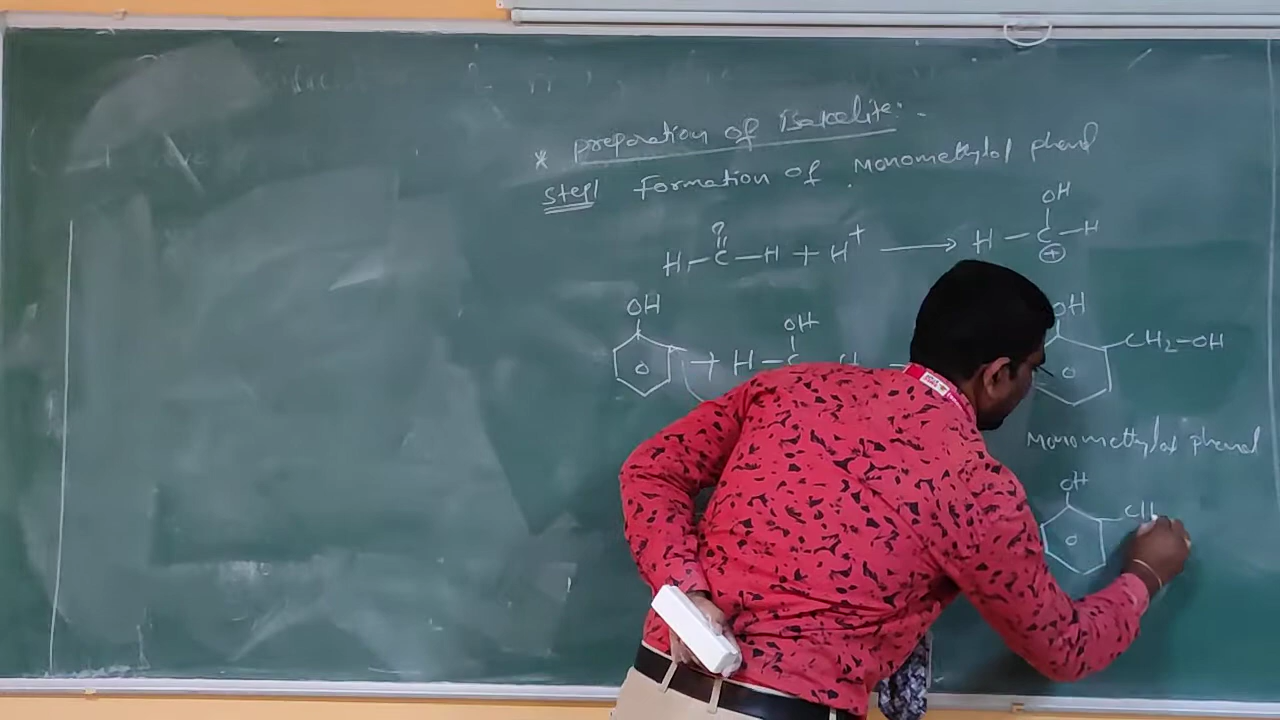 * preparation of Bakelite:-
Step1 Formation of Monomethylol phenol
OH
O
H-C-H + H+ → H-C-H
+
OH OH OH
+ H-C CH2-OH
Monomethylol phenol
OH
CH